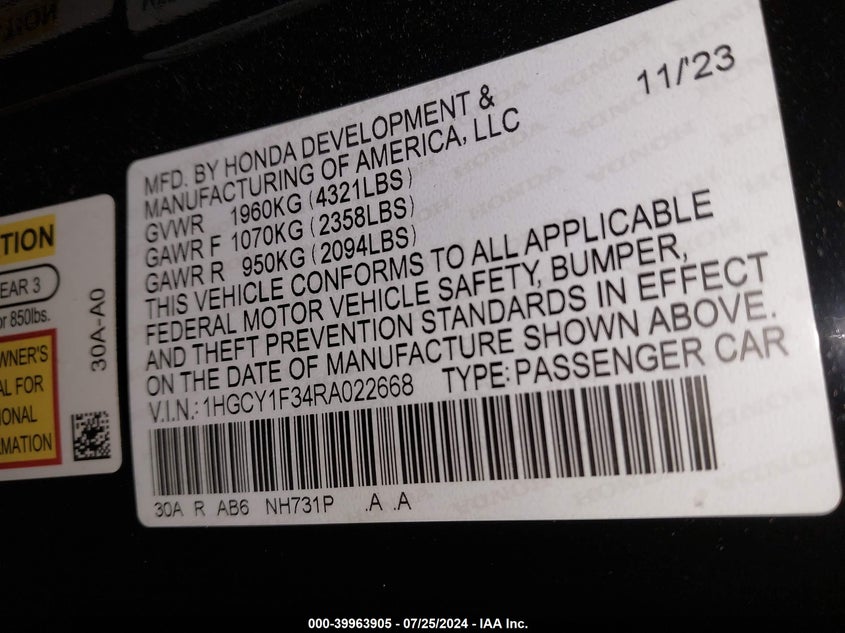 11/'23
MFD. BY HONDA DEVELOPMENT &
MANUFACTURING OF AMERICA, LLC
GVWR 1960KG (4321LBS)
GAWR F 1070KG (2358LBS)
GAWR R 950KG (2094LBS)
THIS VEHICLE CONFORMS TO ALL APPLICABLE
FEDERAL MOTOR VEHICLE SAFETY, BUMPER,
AND THEFT PREVENTION STANDARDS IN EFFECT
ON THE DATE OF MANUFACTURE SHOWN ABOVE.
V.I.N.: 1HGCY1F34RA022668 TYPE: PASSENGER CAR
30A R AB6 NH731P .A .A
TION
EAR 3
or 850lbs.
WNER'S
AL FOR
IONAL
RMATION
30A-A0
000-39963905 - 07/25/2024 - IAA Inc.